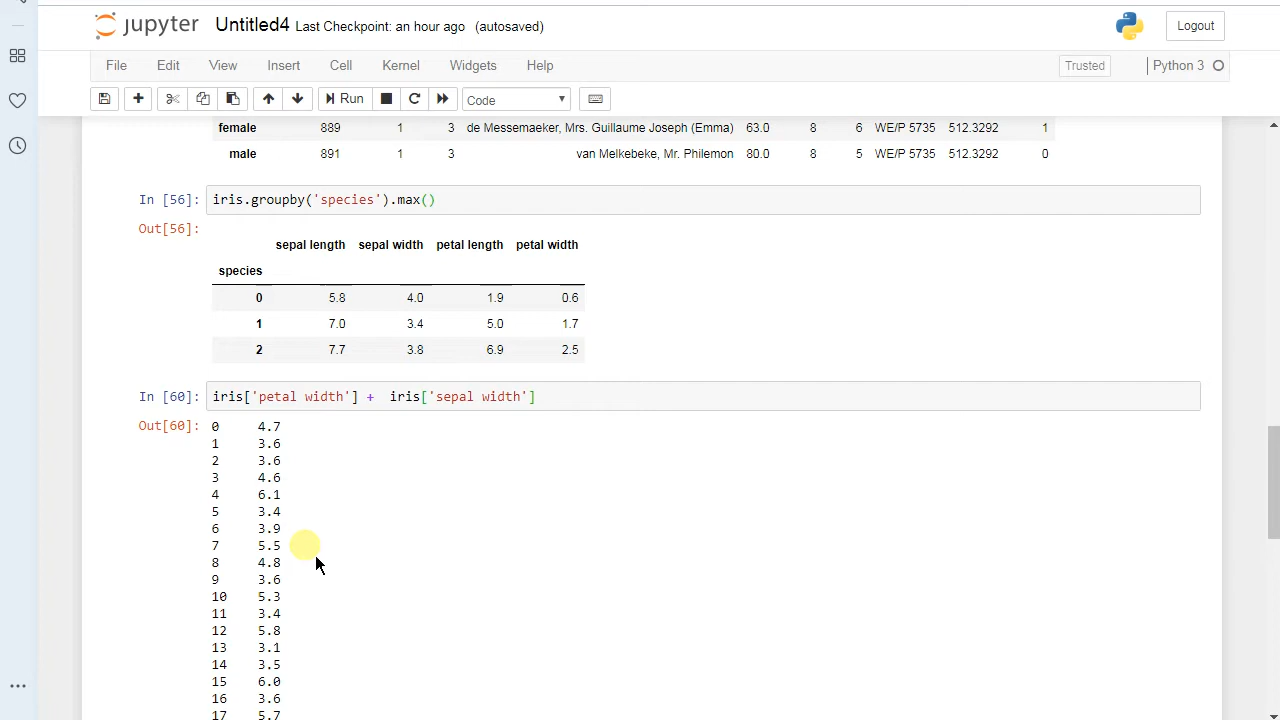 jupyter Untitled4 Last Checkpoint: an hour ago (autosaved) Logout
File Edit View Insert Cell Kernel Widgets Help Trusted Python 3
Run Code
female 889 1 3 de Messemaeker, Mrs. Guillaume Joseph (Emma) 63.0 8 6 WE/P 5735 512.3292 1
male 891 1 3 van Melkebeke, Mr. Philemon 80.0 8 5 WE/P 5735 512.3292 0
In [56]: iris.groupby('species').max()
Out[56]:
sepal length sepal width petal length petal width
species
0 5.8 4.0 1.9 0.6
1 7.0 3.4 5.0 1.7
2 7.7 3.8 6.9 2.5
In [60]: iris['petal width'] +  iris['sepal width']
Out[60]: 0 4.7
1 3.6
2 3.6
3 4.6
4 6.1
5 3.4
6 3.9
7 5.5
8 4.8
9 3.6
10 5.3
11 3.4
12 5.8
13 3.1
14 3.5
15 6.0
16 3.6
17 5.7